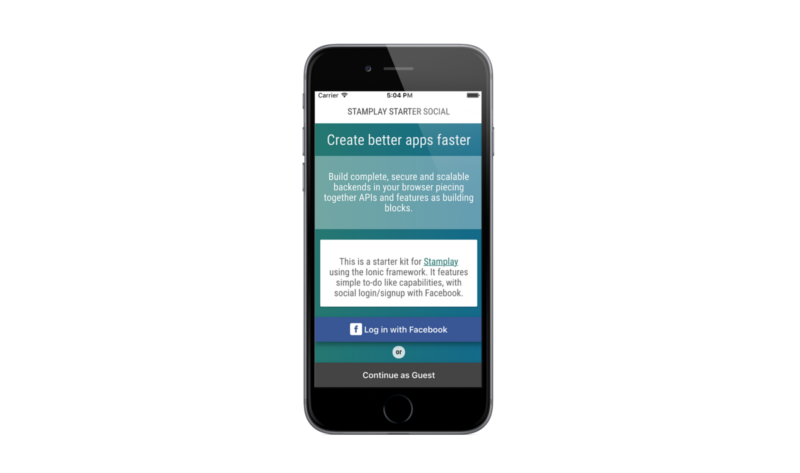 Carrier 5:04 PM
STAMPLAY STARTER SOCIAL
Create better apps faster
Build complete, secure and scalable
backends in your browser piecing
together APIs and features as building
blocks.
This is a starter kit for Stamplay
using the Ionic framework. It features
simple to-do like capabilities, with
social login/signup with Facebook.
f Log in with Facebook
or
Continue as Guest